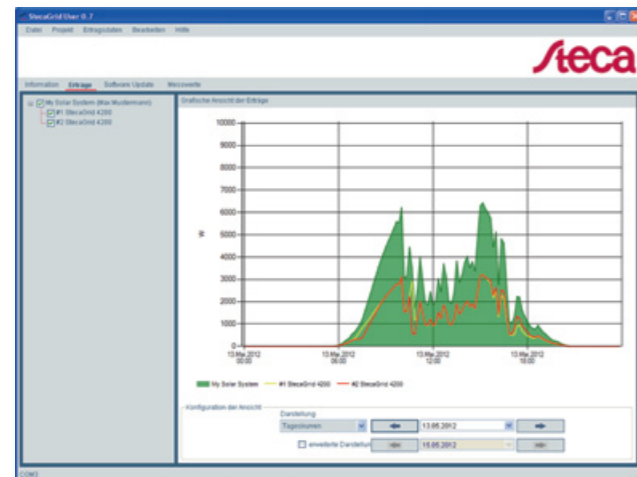 StecaGrid User 0.7
Datei Projekt Ertragsdaten Bearbeiten Hilfe
Steca
Information Erträge Software Update Messwerte
My Solar System (Max Mustermann)
#1 StecaGrid 4200
#2 StecaGrid 4200
Grafische Ansicht der Erträge
10000
9000
8000
7000
6000
W
5000
4000
3000
2000
1000
0
13.Mai.2012 13.Mai.2012 13.Mai.2012 13.Mai.2012
00:00 06:00 12:00 18:00
My Solar System #1 StecaGrid 4200 #2 StecaGrid 4200
Konfiguration der Ansicht
Darstellung
Tagesvolumen 13.05.2012
erweiterte Darstellun 15.05.2012
COM3